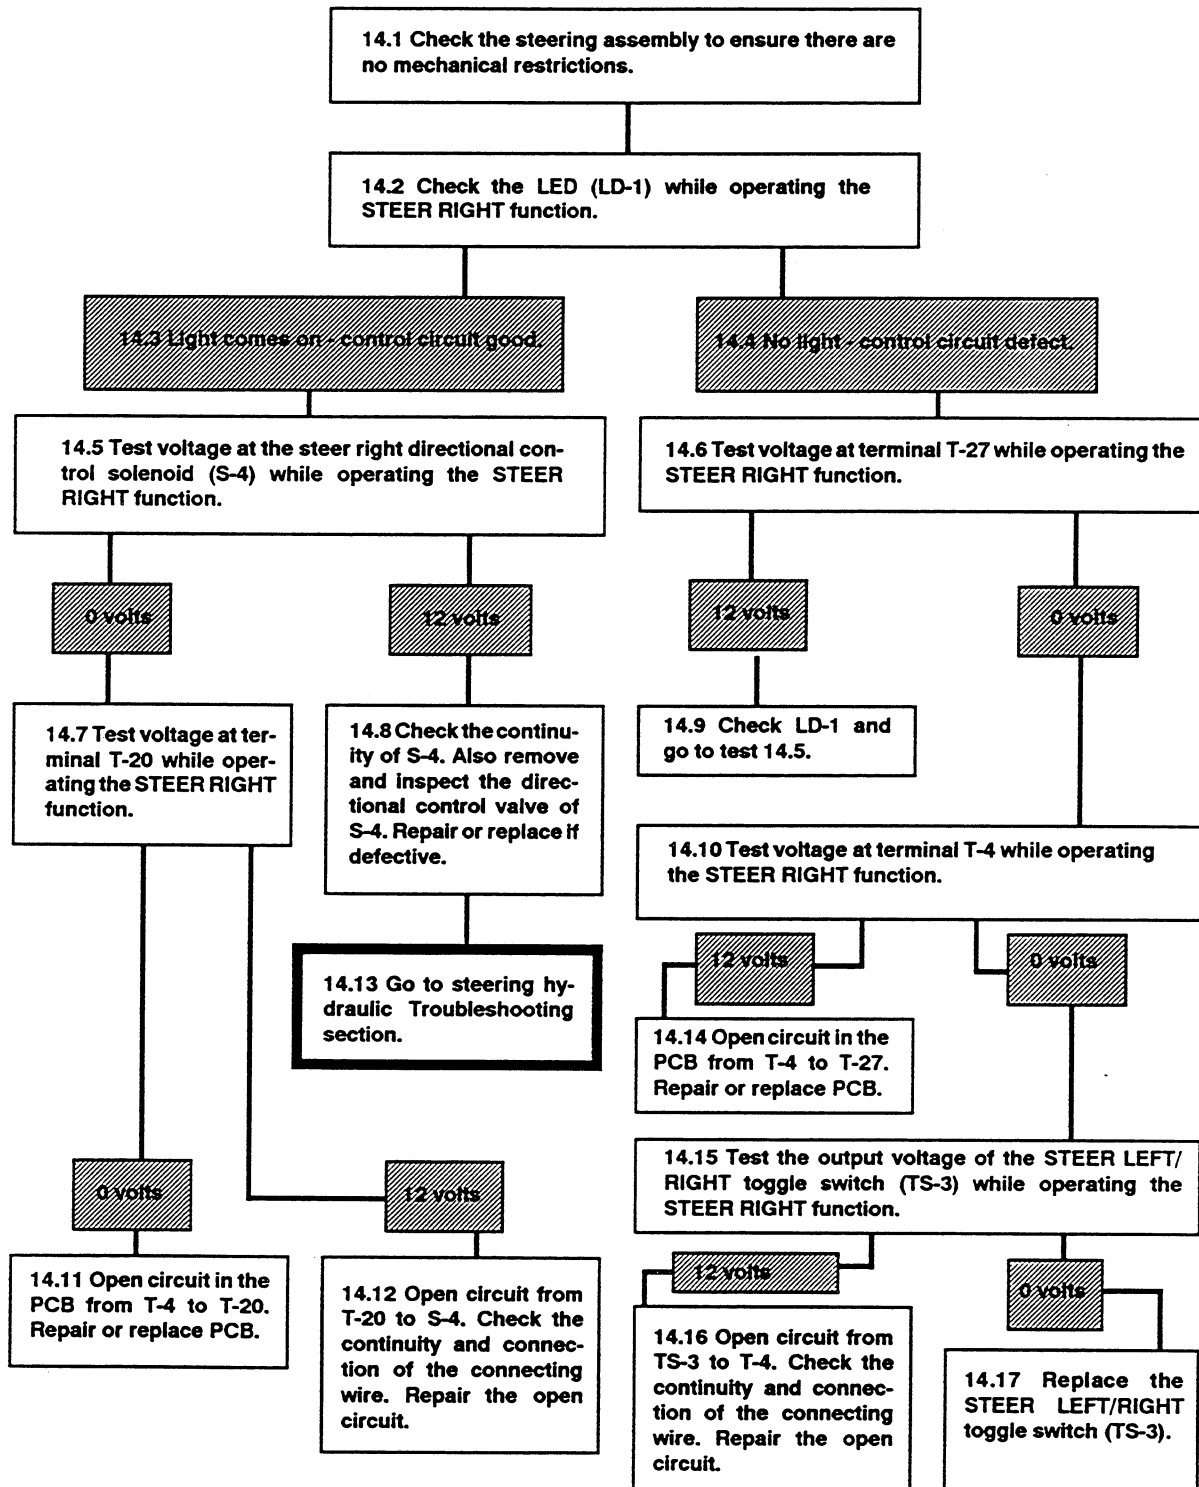 14.1 Check the steering assembly to ensure there are
no mechanical restrictions.
14.2 Check the LED (LD-1) while operating the
STEER RIGHT function.
14.3 Light comes on - control circuit good.
14.4 No light - control circuit defect.
14.5 Test voltage at the steer right directional con-
trol solenoid (S-4) while operating the STEER
RIGHT function.
14.6 Test voltage at terminal T-27 while operating the
STEER RIGHT function.
0 volts
12 volts
12 volts
0 volts
14.7 Test voltage at ter-
minal T-20 while oper-
ating the STEER RIGHT
function.
14.8 Check the continu-
ity of S-4. Also remove
and inspect the direc-
tional control valve of
S-4. Repair or replace if
defective.
14.9 Check LD-1 and
go to test 14.5.
14.10 Test voltage at terminal T-4 while operating
the STEER RIGHT function.
14.13 Go to steering hy-
draulic Troubleshooting
section.
12 volts
0 volts
14.14 Open circuit in the
PCB from T-4 to T-27.
Repair or replace PCB.
14.15 Test the output voltage of the STEER LEFT/
RIGHT toggle switch (TS-3) while operating the
STEER RIGHT function.
0 volts
12 volts
14.11 Open circuit in the
PCB from T-4 to T-20.
Repair or replace PCB.
14.12 Open circuit from
T-20 to S-4. Check the
continuity and connec-
tion of the connecting
wire. Repair the open
circuit.
12 volts
0 volts
14.16 Open circuit from
TS-3 to T-4. Check the
continuity and connec-
tion of the connecting
wire. Repair the open
circuit.
14.17 Replace the
STEER LEFT/RIGHT
toggle switch (TS-3).